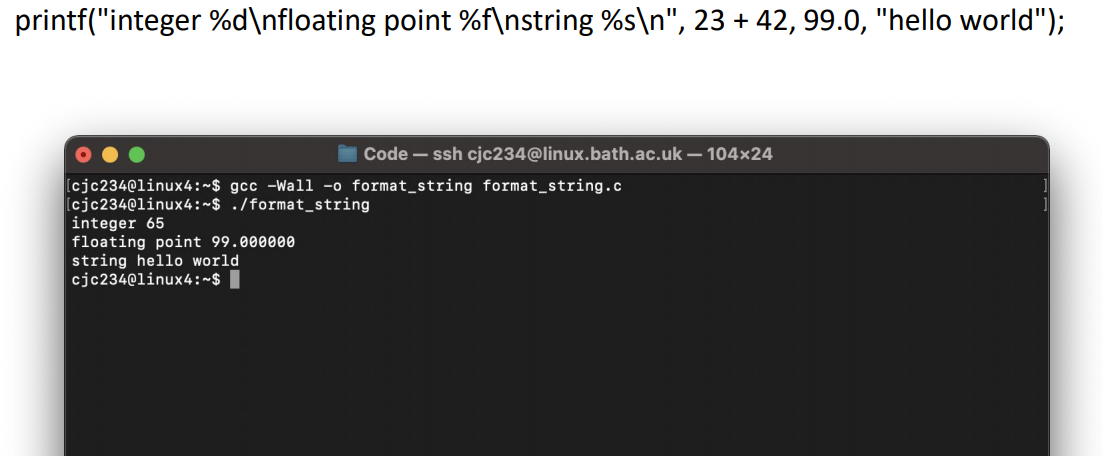 printf("integer %d\nfloating point %f\nstring %s\n", 23 + 42, 99.0, "hello world");
Code — ssh cjc234@linux.bath.ac.uk — 104×24
[cjc234@linux4:~$ gcc -Wall -o format_string format_string.c ]
[cjc234@linux4:~$ ./format_string ]
integer 65
floating point 99.000000
string hello world
cjc234@linux4:~$